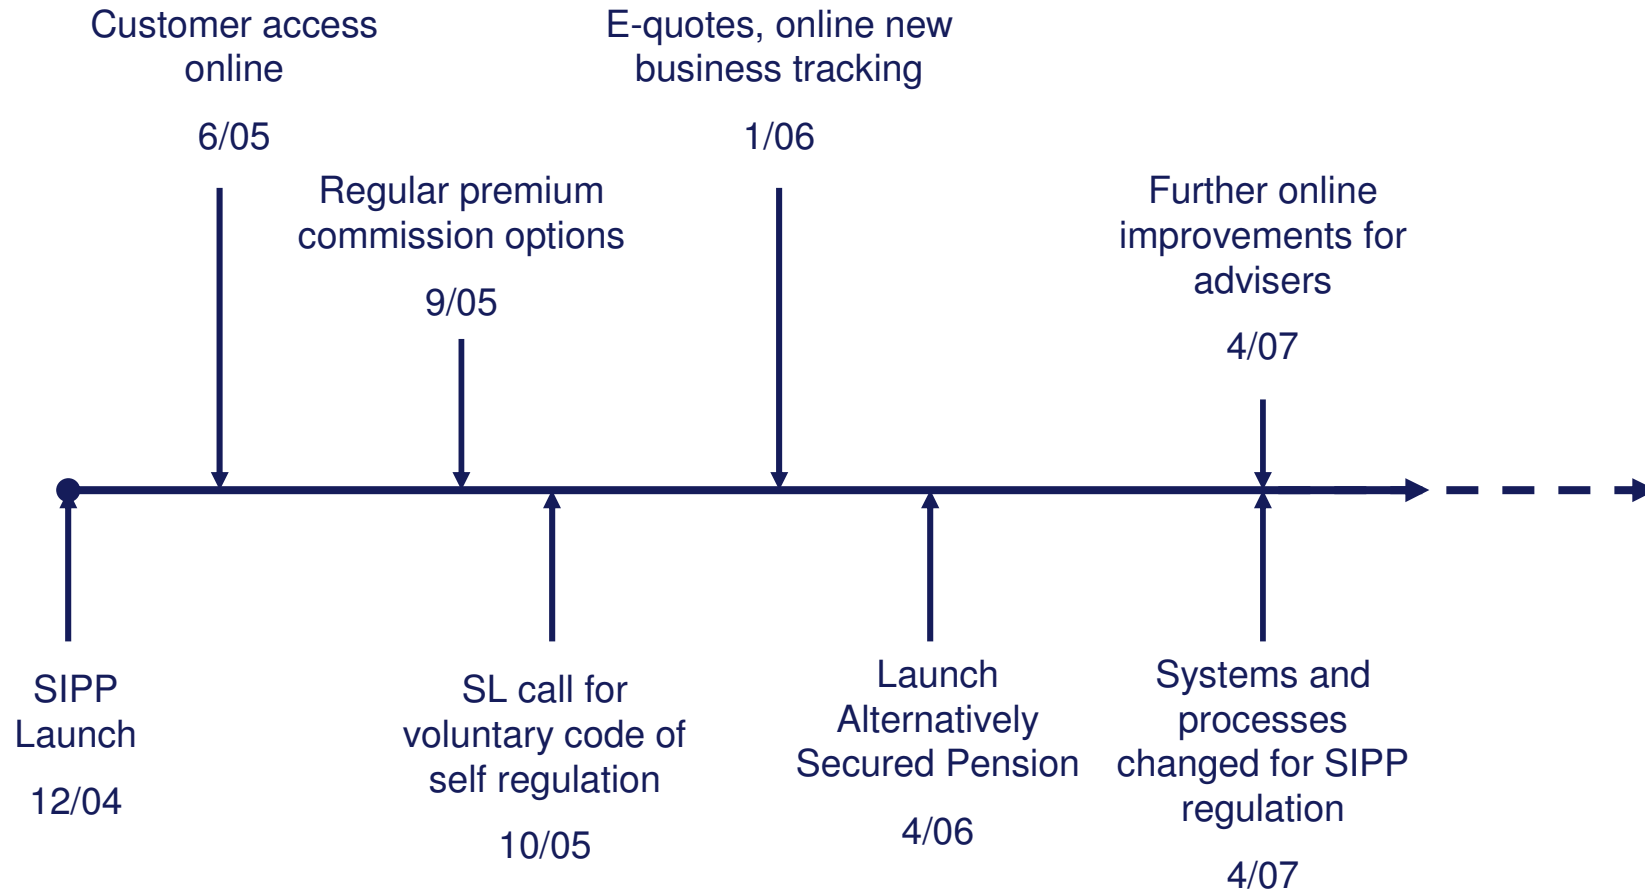 Customer access
online
6/05
E-quotes, online new
business tracking
1/06
Regular premium
commission options
9/05
Further online
improvements for
advisers
4/07
SIPP
Launch
12/04
SL call for
voluntary code of
self regulation
10/05
Launch
Alternatively
Secured Pension
4/06
Systems and
processes
changed for SIPP
regulation
4/07